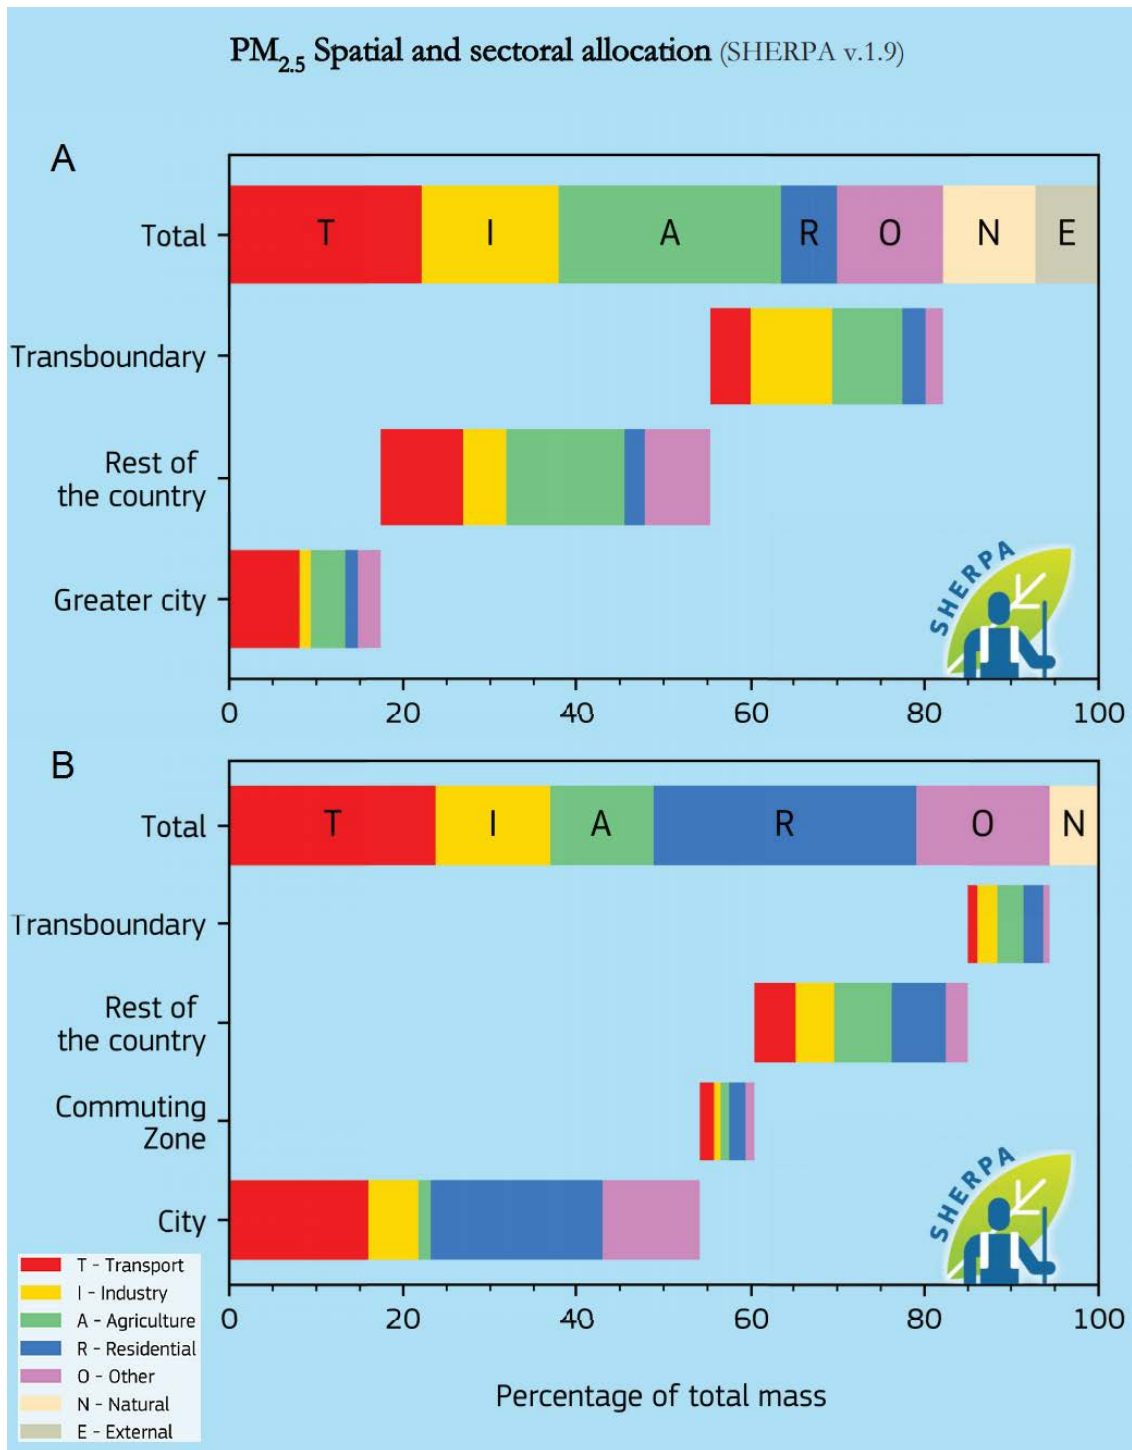 PM2.5 Spatial and sectoral allocation (SHERPA v.1.9)
A
Total
T I A R O N E
Transboundary
Rest of
the country
Greater city
SHERPA
0 20 40 60 80 100
B
Total
T I A R O N
Transboundary
Rest of
the country
Commuting
Zone
City
SHERPA
0 20 40 60 80 100
Percentage of total mass
T - Transport
I - Industry
A - Agriculture
R - Residential
O - Other
N - Natural
E - External